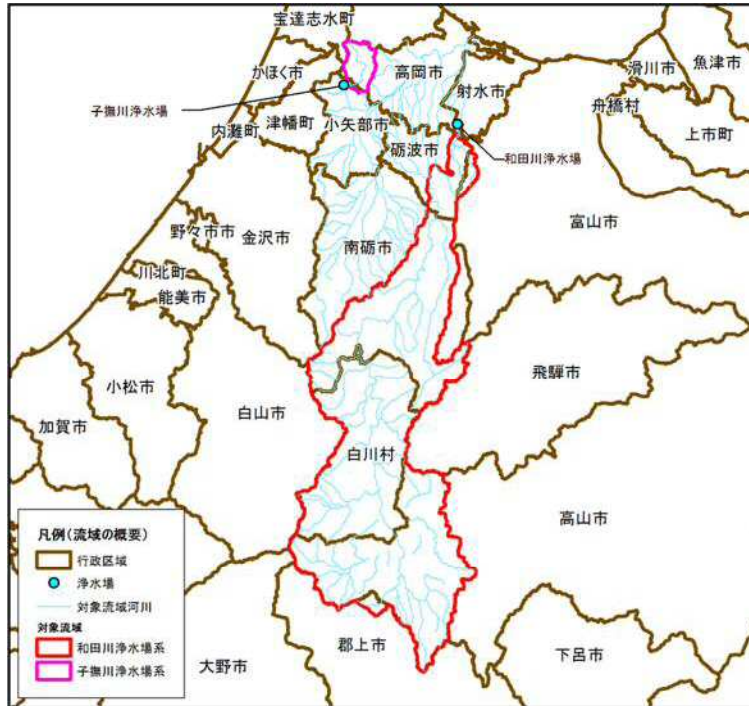 宝達志水町
かほく市
高岡市
滑川市
魚津市
射水市
子撫川浄水場
舟橋村
内灘町
津幡町
小矢部市
上市町
砺波市
和田川浄水場
富山市
野々市市
金沢市
南砺市
川北町
能美市
飛騨市
小松市
白山市
加賀市
白川村
高山市
凡例(流域の概要)
行政区域
浄水場
対象流域河川
対象流域
和田川浄水場系
子撫川浄水場系
郡上市
大野市
下呂市